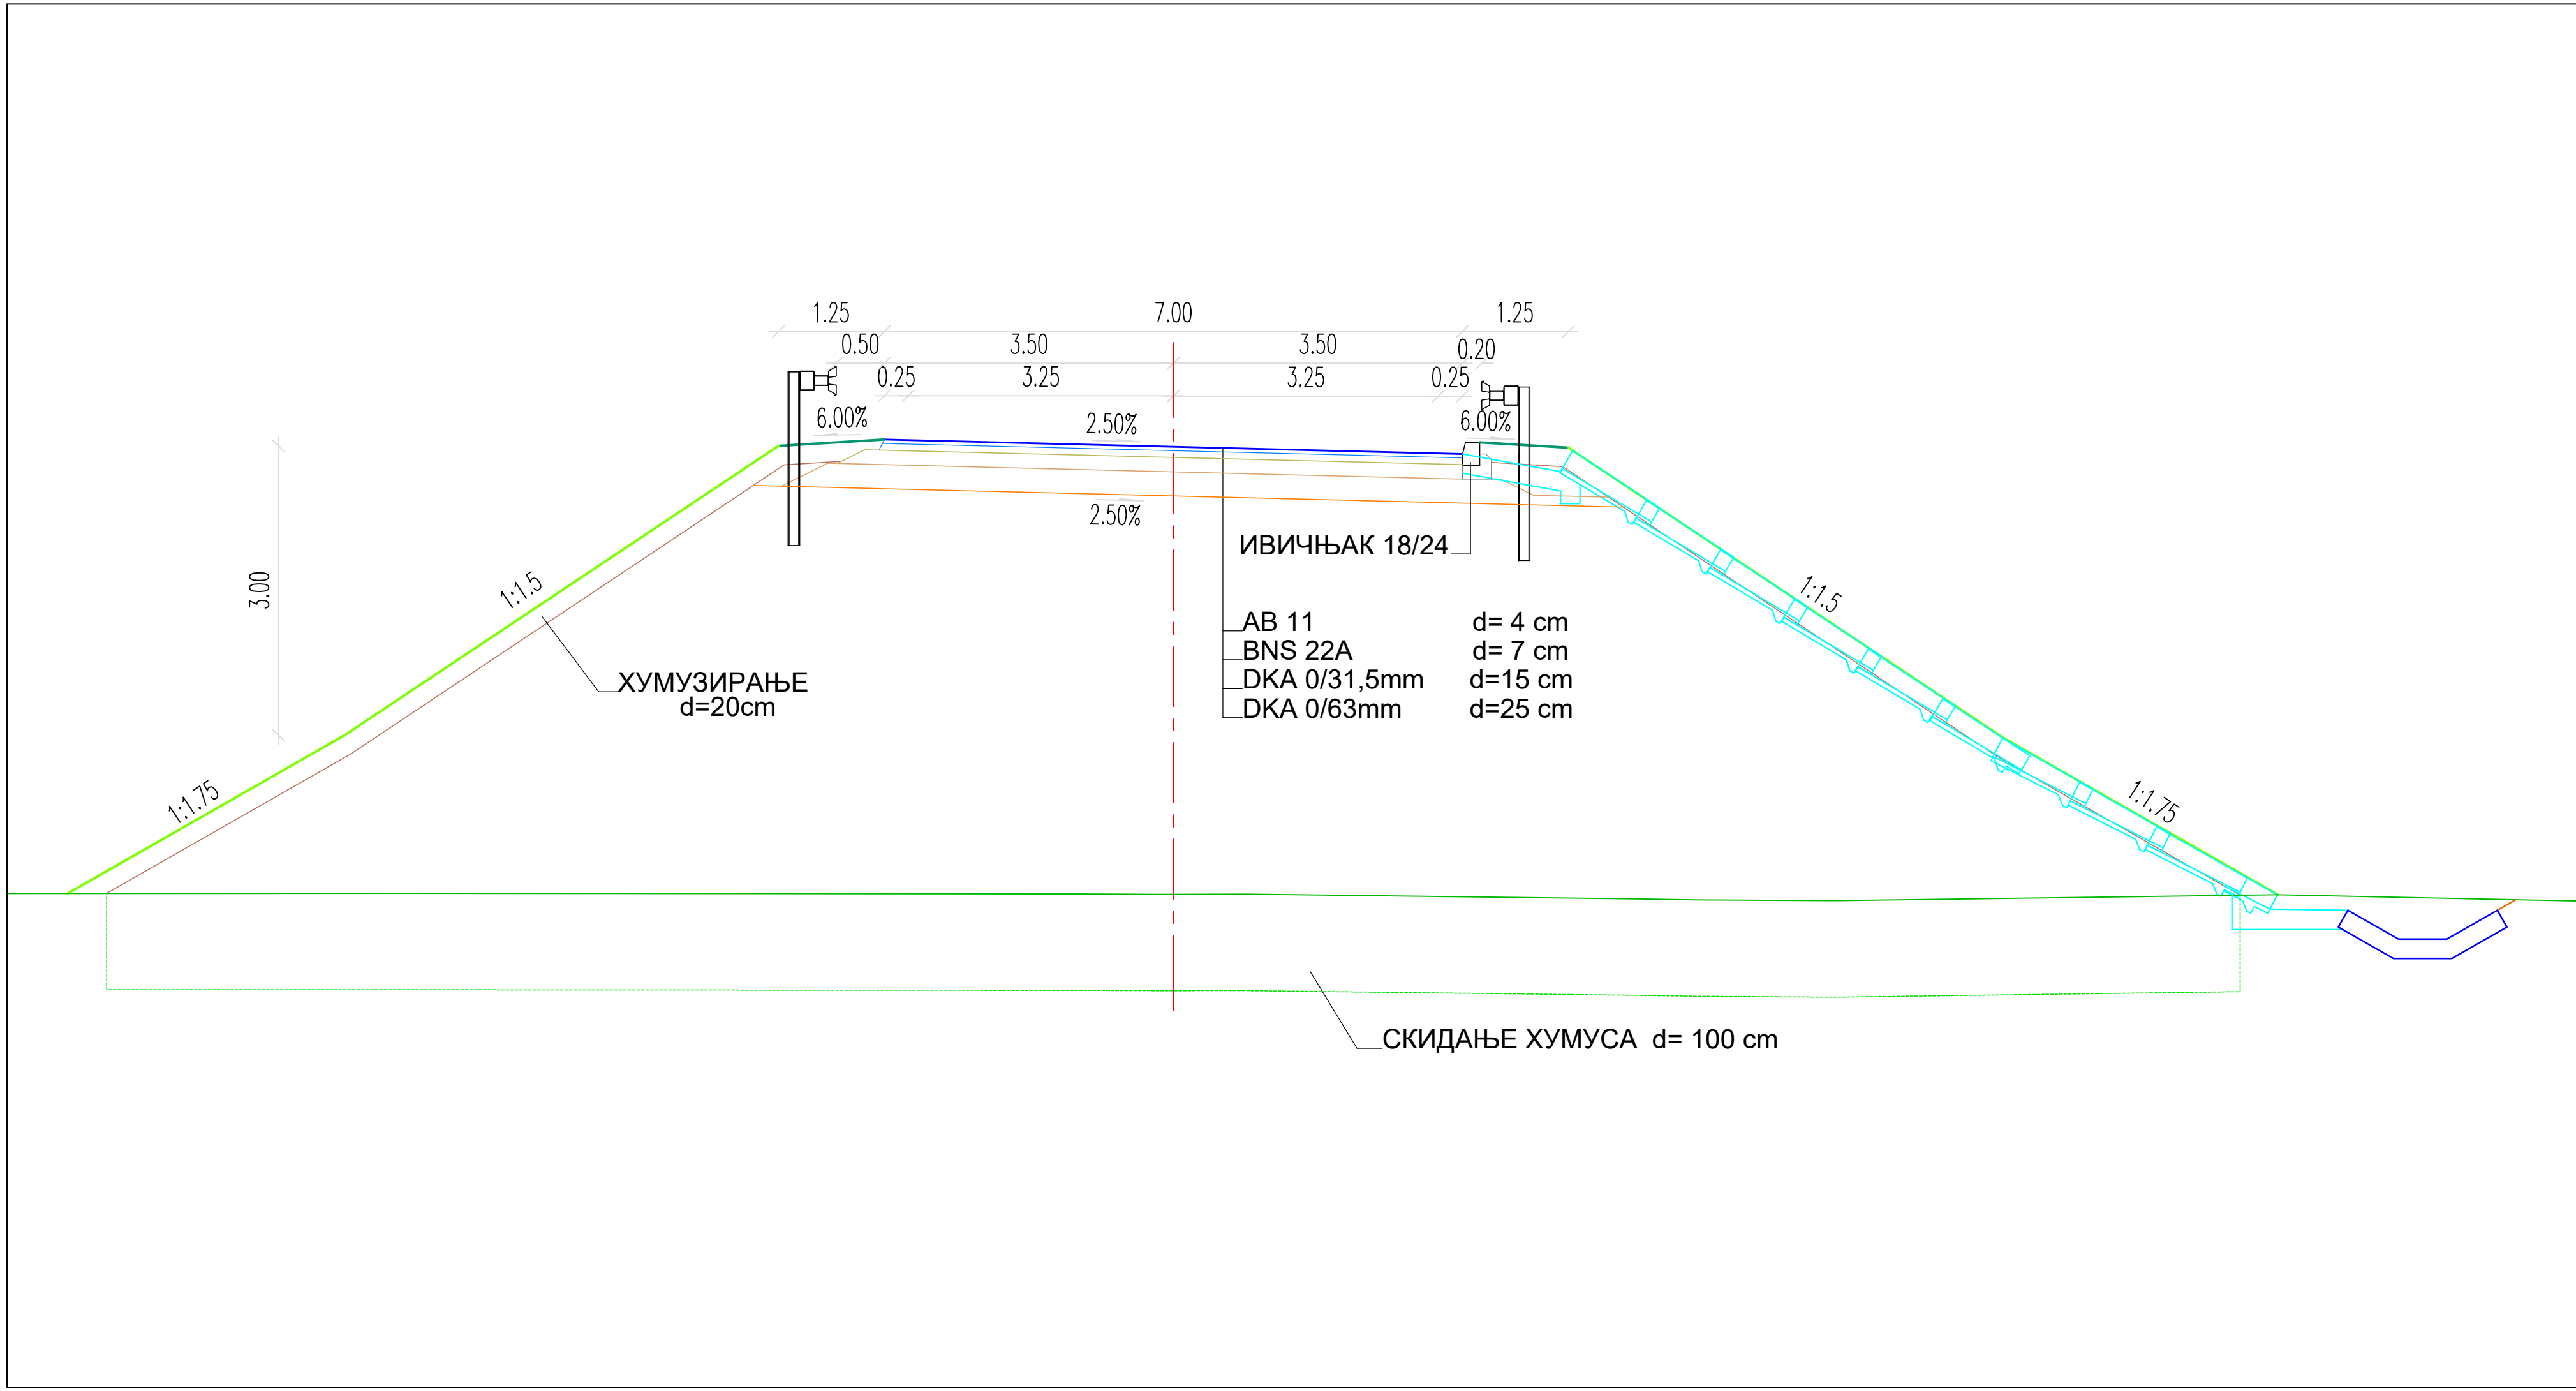 1.25 7.00 1.25
0.50 3.50 3.50 0.20
0.25 3.25 3.25 0.25
6.00% 2.50% 6.00%
2.50%
ИВИЧЊАК 18/24
3.00
1:1.5
1:1.5
AB 11 d= 4 cm
BNS 22A d= 7 cm
DKA 0/31,5mm d=15 cm
DKA 0/63mm d=25 cm
ХУМУЗИРАЊЕ
d=20cm
1:1.75
1:1.75
СКИДАЊЕ ХУМУСА d= 100 cm